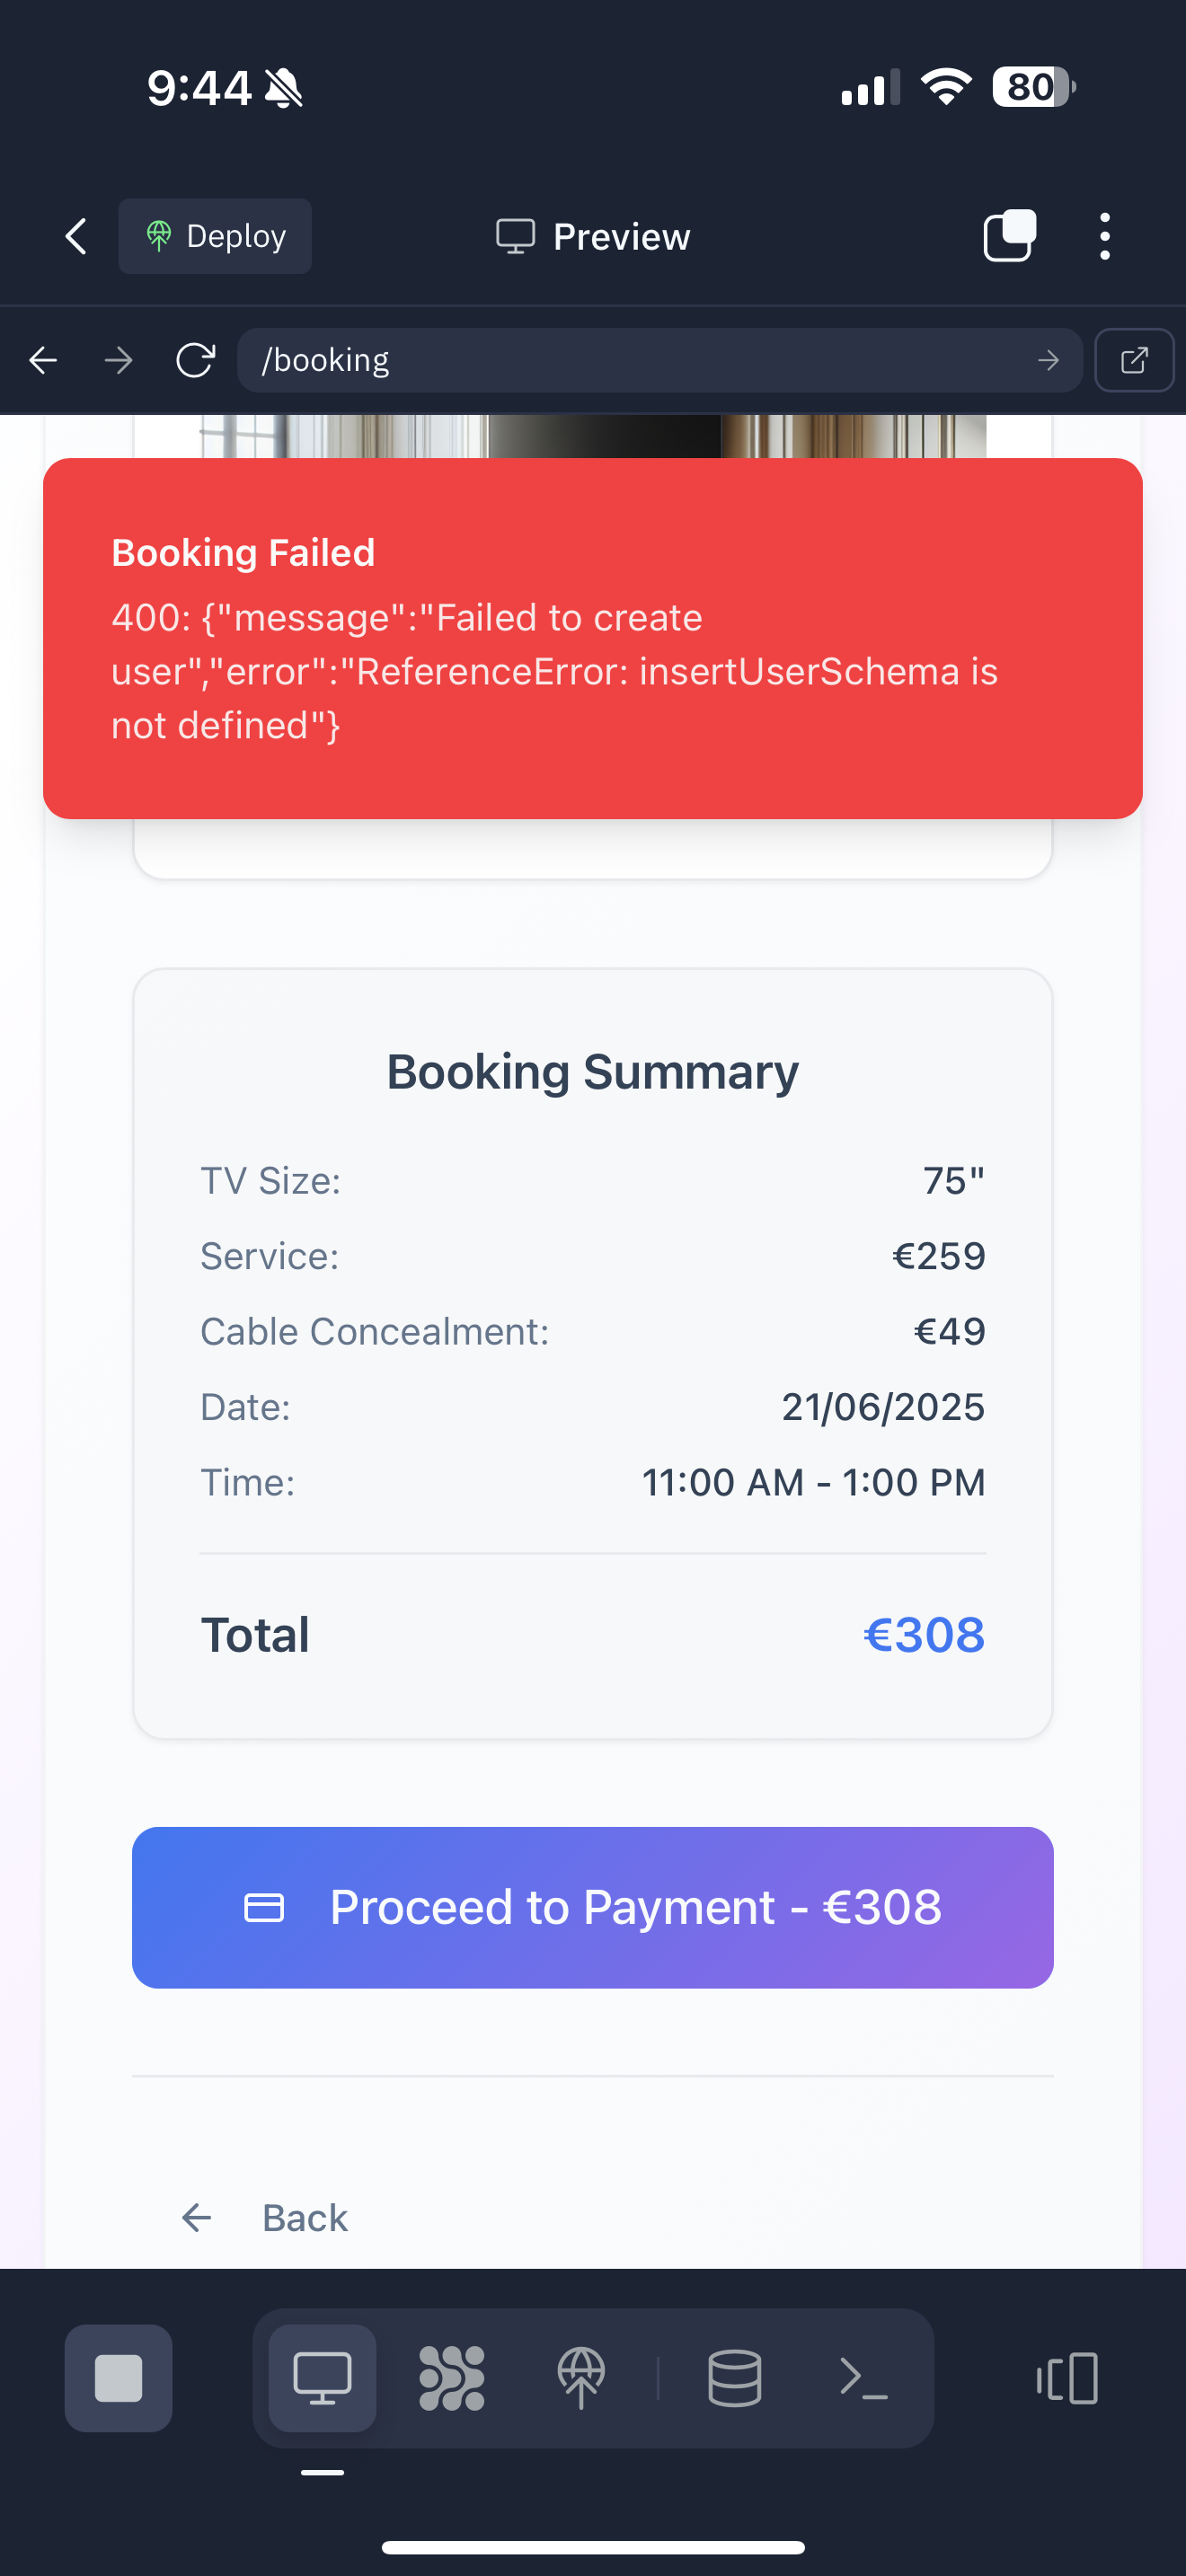 9:44
80
Deploy
Preview
/booking
Booking Failed
400: {"message":"Failed to create
user","error":"ReferenceError: insertUserSchema is
not defined"}
Booking Summary
TV Size: 75"
Service: €259
Cable Concealment: €49
Date: 21/06/2025
Time: 11:00 AM - 1:00 PM
Total €308
Proceed to Payment - €308
Back